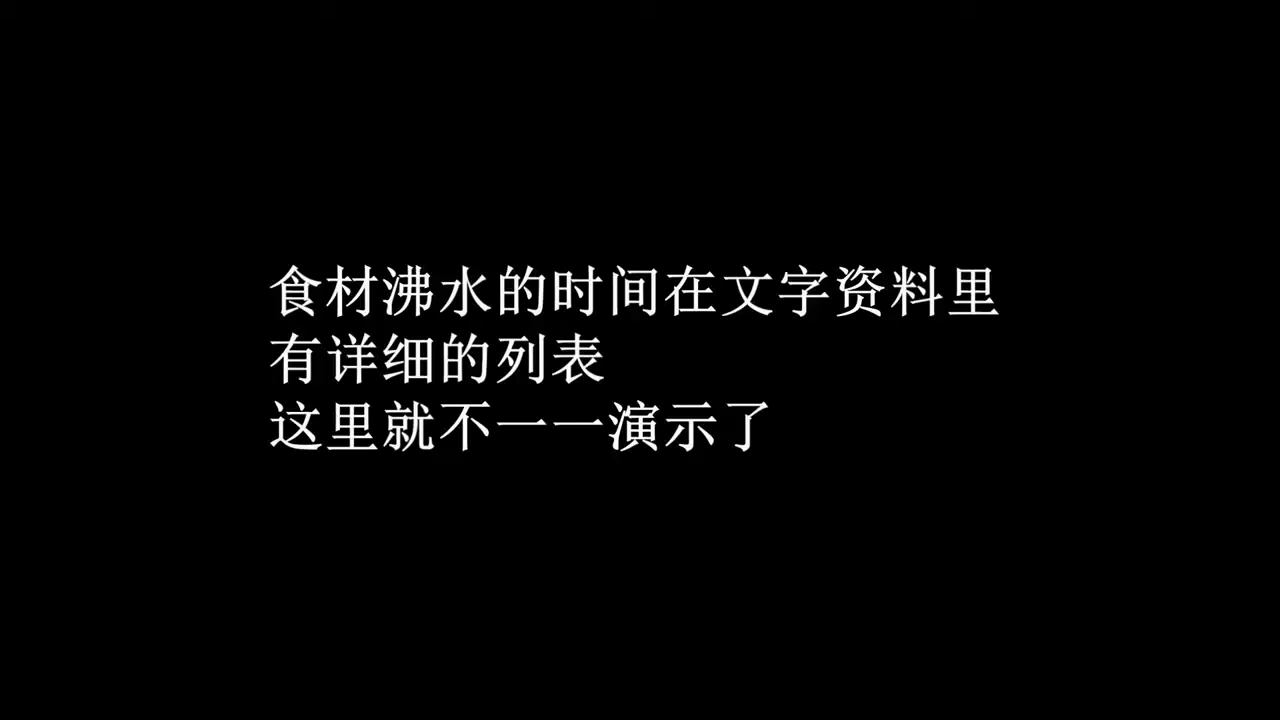 食材沸水的时间在文字资料里
有详细的列表
这里就不一一演示了